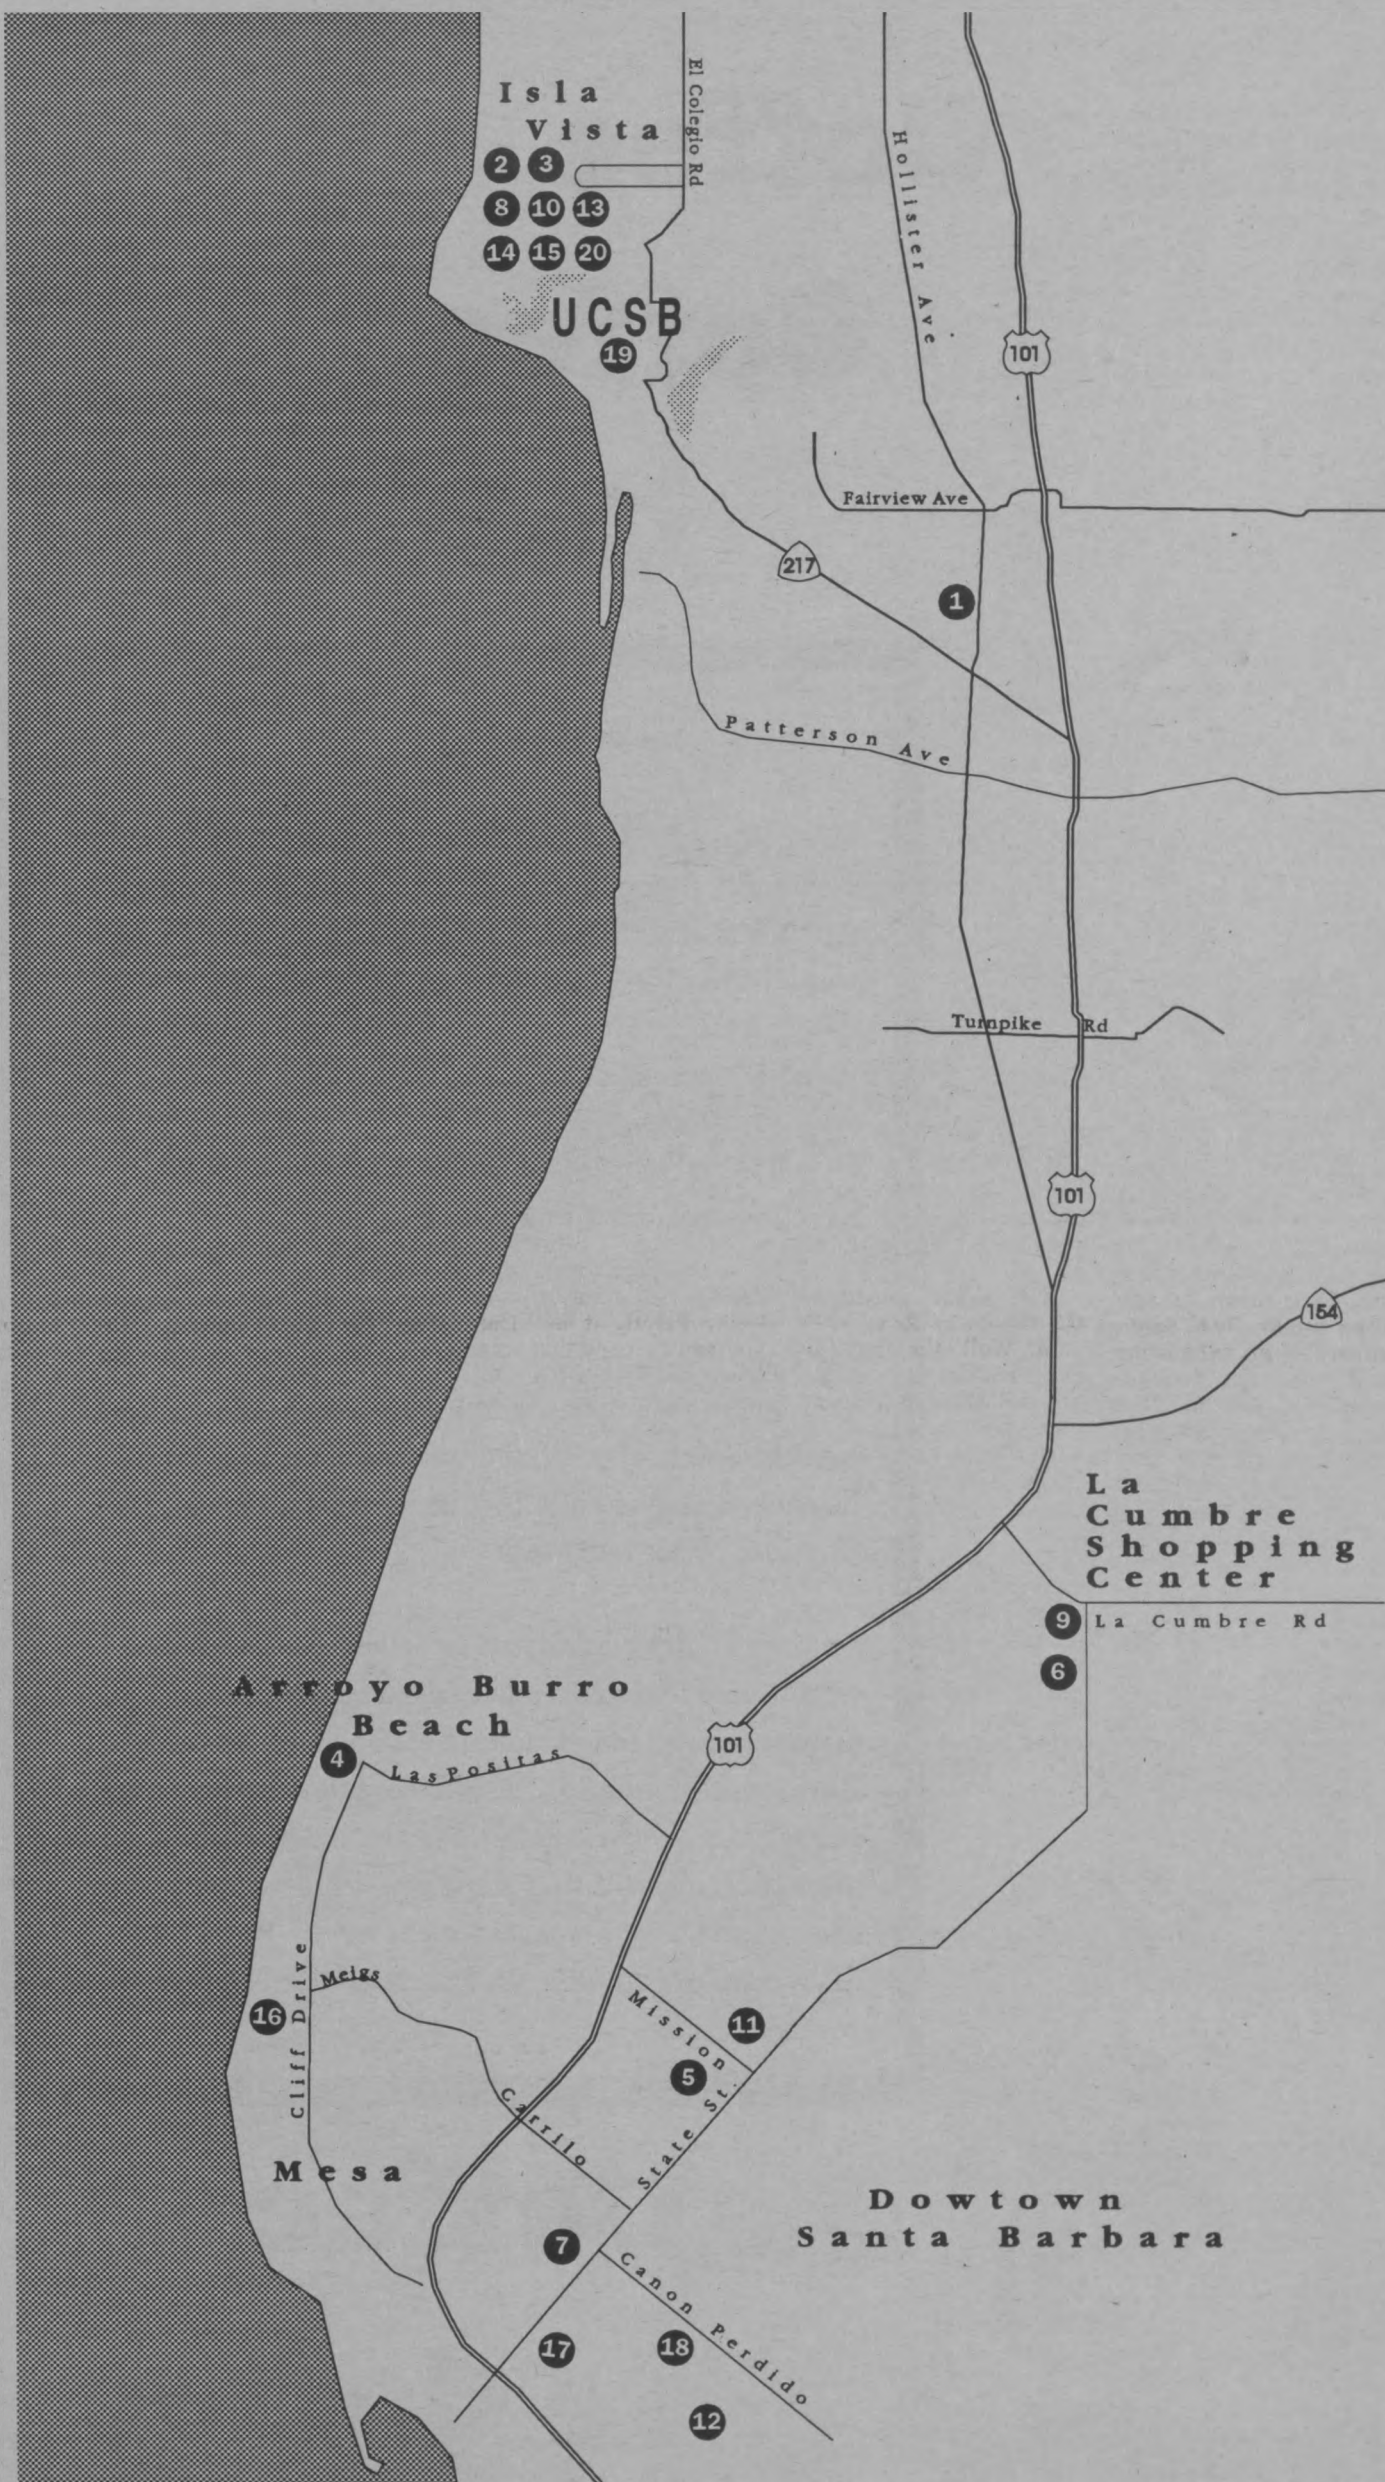 Isla
Vista
El Colegio Rd
2 3
8 10 13
14 15 20
UCSB
19
Hollister Ave
101
Fairview Ave
217
1
Patterson Ave
Turnpike Rd
101
154
La
Cumbre
Shopping
Center
9 La Cumbre Rd
6
Arroyo Burro
Beach
4
Las Positas
101
Meigs
Cliff Drive
16
Mission
11
5
State St.
Carrilo
Mesa
Dowtown
Santa Barbara
7
Canon Perdido
17
18
12